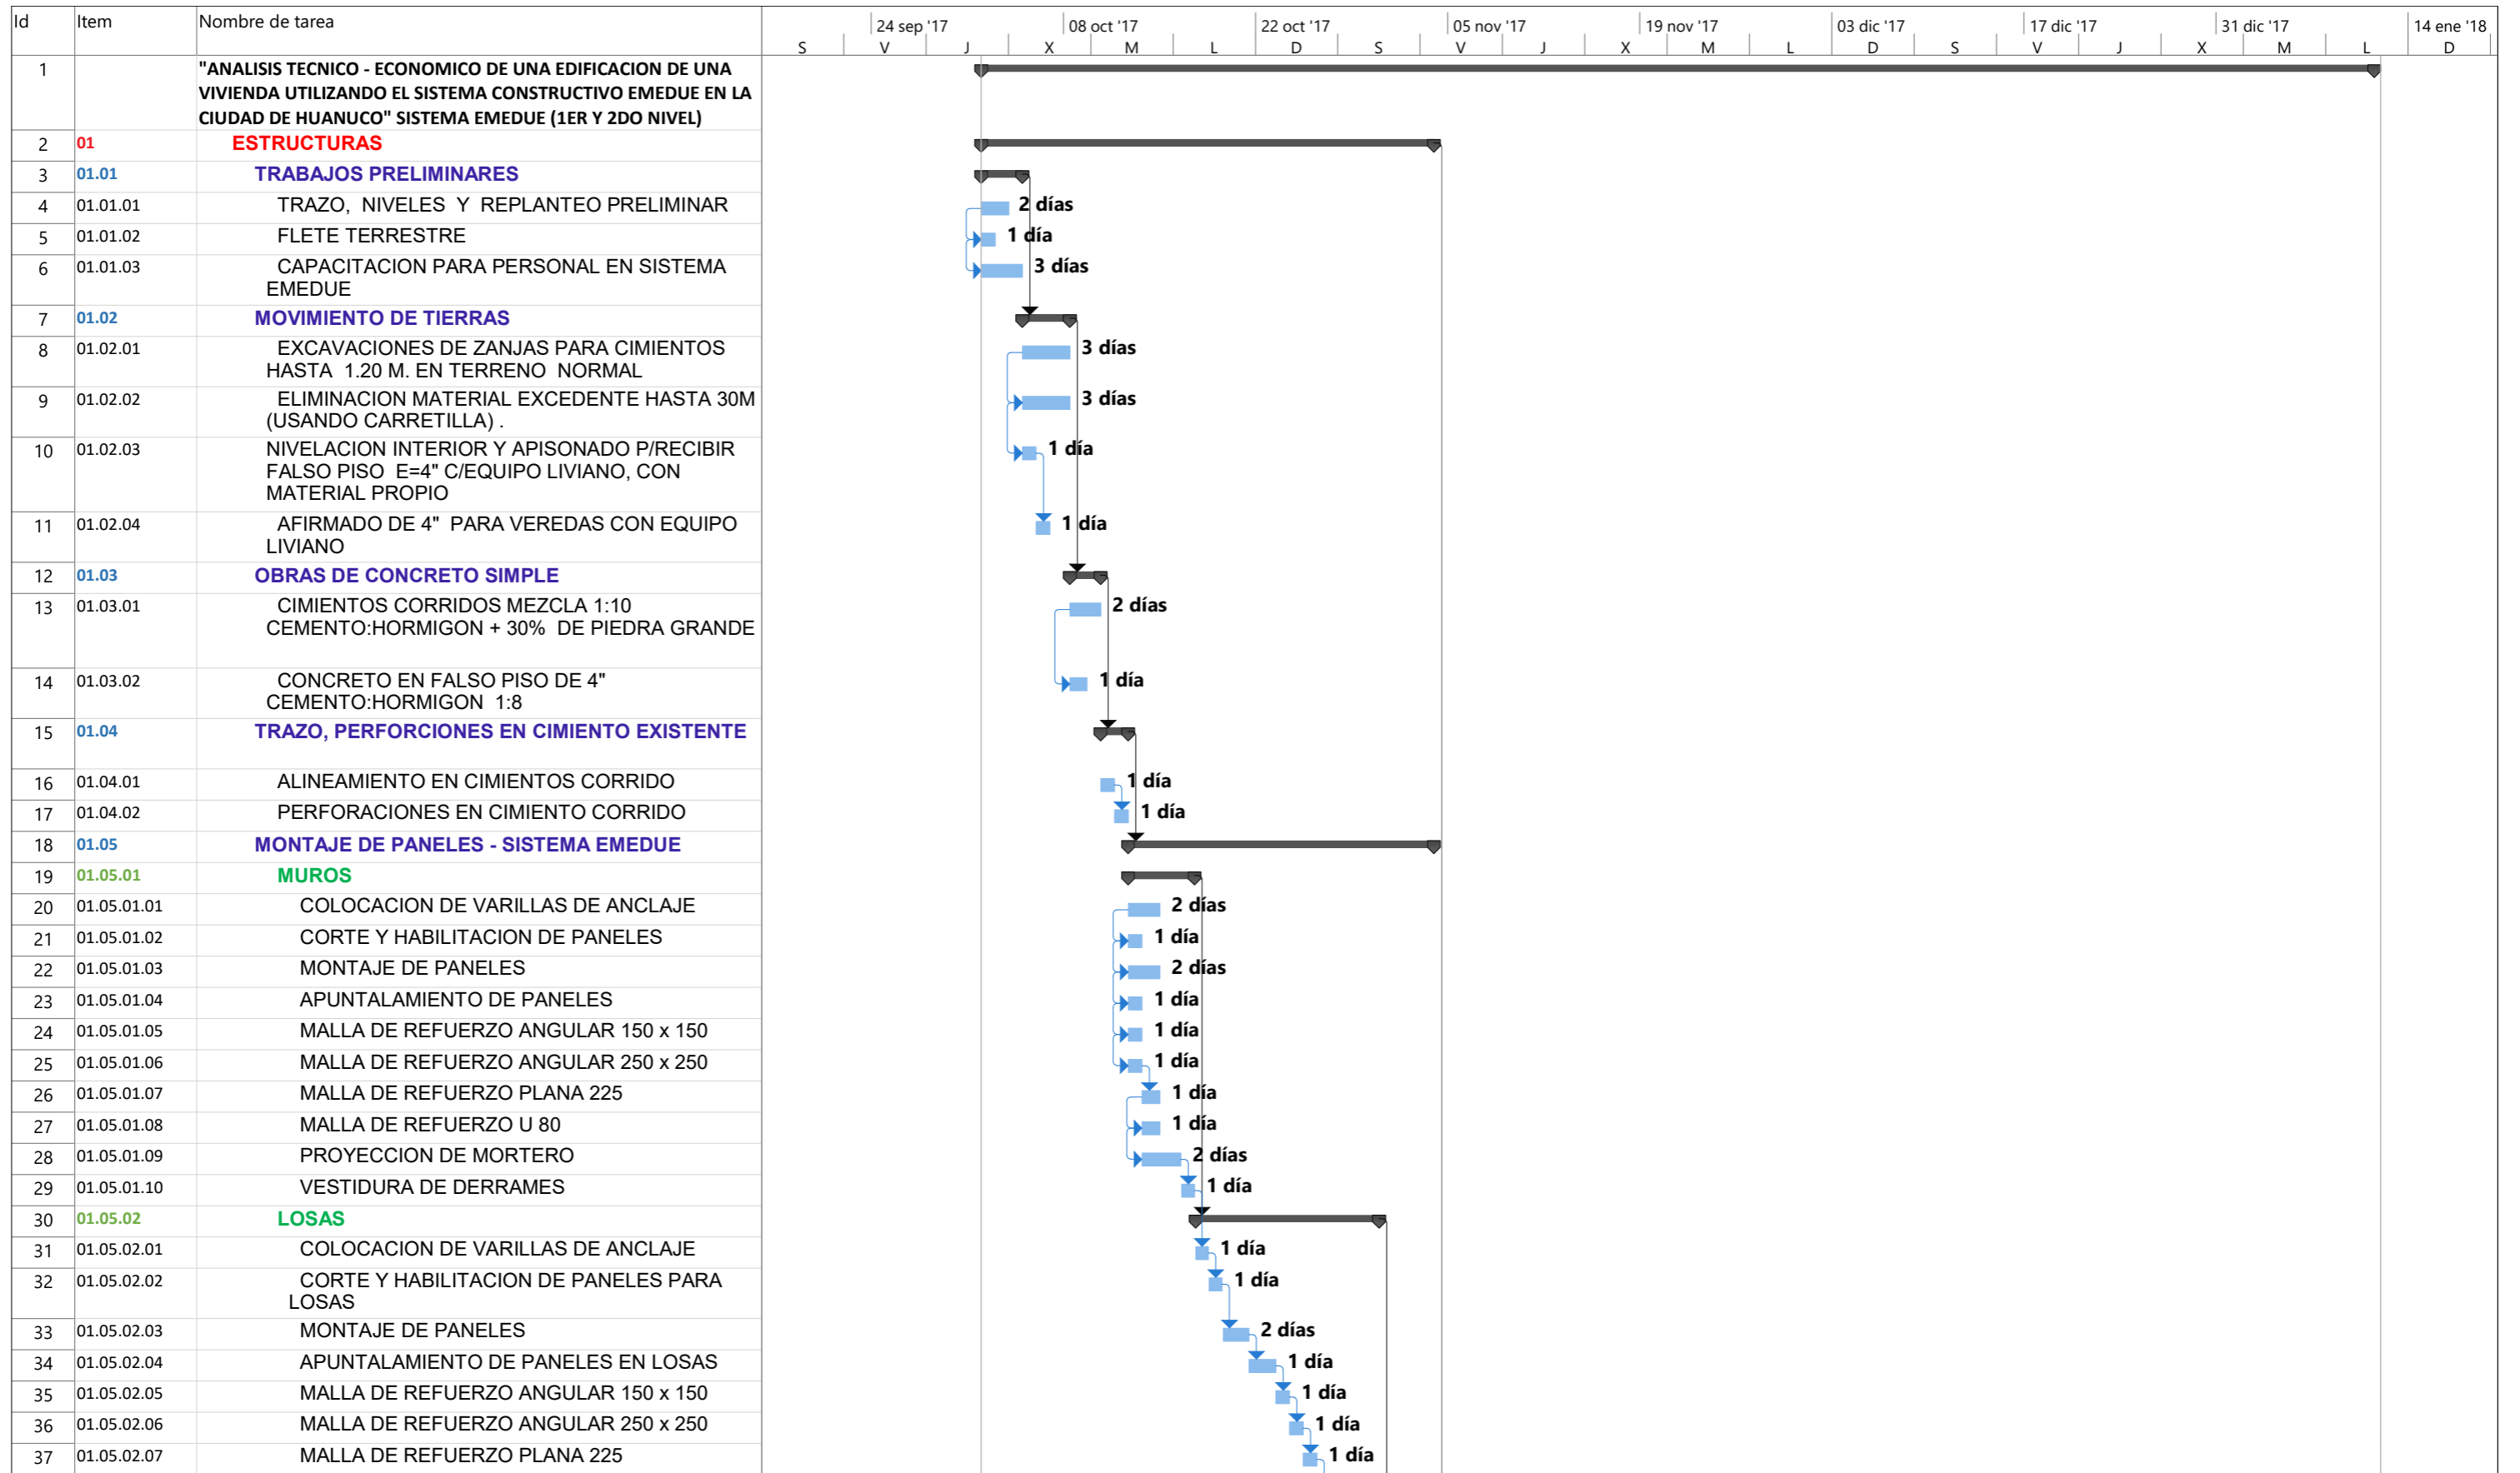 Id Item Nombre de tarea 24 sep '17 08 oct '17 22 oct '17 05 nov '17 19 nov '17 03 dic '17 17 dic '17 31 dic '17 14 ene '18
S V J X M L D S V J X M L D S V J X M L D
1 "ANALISIS TECNICO - ECONOMICO DE UNA EDIFICACION DE UNA
VIVIENDA UTILIZANDO EL SISTEMA CONSTRUCTIVO EMEDUE EN LA
CIUDAD DE HUANUCO" SISTEMA EMEDUE (1ER Y 2DO NIVEL)
2 01 ESTRUCTURAS
3 01.01 TRABAJOS PRELIMINARES
4 01.01.01 TRAZO, NIVELES Y REPLANTEO PRELIMINAR 2 días
5 01.01.02 FLETE TERRESTRE 1 día
6 01.01.03 CAPACITACION PARA PERSONAL EN SISTEMA 3 días
EMEDUE
7 01.02 MOVIMIENTO DE TIERRAS
8 01.02.01 EXCAVACIONES DE ZANJAS PARA CIMIENTOS 3 días
HASTA 1.20 M. EN TERRENO NORMAL
9 01.02.02 ELIMINACION MATERIAL EXCEDENTE HASTA 30M 3 días
(USANDO CARRETILLA) .
10 01.02.03 NIVELACION INTERIOR Y APISONADO P/RECIBIR 1 día
FALSO PISO E=4" C/EQUIPO LIVIANO, CON
MATERIAL PROPIO
11 01.02.04 AFIRMADO DE 4" PARA VEREDAS CON EQUIPO 1 día
LIVIANO
12 01.03 OBRAS DE CONCRETO SIMPLE
13 01.03.01 CIMIENTOS CORRIDOS MEZCLA 1:10 2 días
CEMENTO:HORMIGON + 30% DE PIEDRA GRANDE
14 01.03.02 CONCRETO EN FALSO PISO DE 4" 1 día
CEMENTO:HORMIGON 1:8
15 01.04 TRAZO, PERFORCIONES EN CIMIENTO EXISTENTE
16 01.04.01 ALINEAMIENTO EN CIMIENTOS CORRIDO 1 día
17 01.04.02 PERFORACIONES EN CIMIENTO CORRIDO 1 día
18 01.05 MONTAJE DE PANELES - SISTEMA EMEDUE
19 01.05.01 MUROS
20 01.05.01.01 COLOCACION DE VARILLAS DE ANCLAJE 2 días
21 01.05.01.02 CORTE Y HABILITACION DE PANELES 1 día
22 01.05.01.03 MONTAJE DE PANELES 2 días
23 01.05.01.04 APUNTALAMIENTO DE PANELES 1 día
24 01.05.01.05 MALLA DE REFUERZO ANGULAR 150 x 150 1 día
25 01.05.01.06 MALLA DE REFUERZO ANGULAR 250 x 250 1 día
26 01.05.01.07 MALLA DE REFUERZO PLANA 225 1 día
27 01.05.01.08 MALLA DE REFUERZO U 80 1 día
28 01.05.01.09 PROYECCION DE MORTERO 2 días
29 01.05.01.10 VESTIDURA DE DERRAMES 1 día
30 01.05.02 LOSAS
31 01.05.02.01 COLOCACION DE VARILLAS DE ANCLAJE 1 día
32 01.05.02.02 CORTE Y HABILITACION DE PANELES PARA 1 día
LOSAS
33 01.05.02.03 MONTAJE DE PANELES 2 días
34 01.05.02.04 APUNTALAMIENTO DE PANELES EN LOSAS 1 día
35 01.05.02.05 MALLA DE REFUERZO ANGULAR 150 x 150 1 día
36 01.05.02.06 MALLA DE REFUERZO ANGULAR 250 x 250 1 día
37 01.05.02.07 MALLA DE REFUERZO PLANA 225 1 día